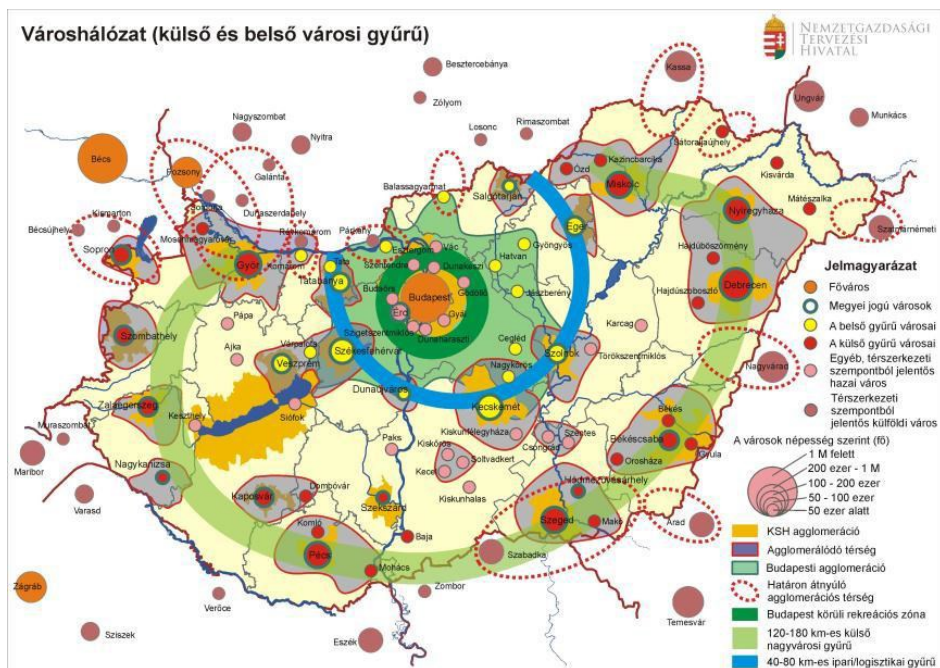 Városhálózat (külső és belső városi gyűrű)
NEMZETGAZDASÁGI
TERVEZÉSI
HIVATAL
Besztercebánya
Kassa
Zólyom
Ungvár
Munkács
Nagyszombat
Nyitra
Losonc
Rimaszombat
Bécs
Pozsony
Galánta
Sátoraljaújhely
Kazincbarcika
Ózd
Miskolc
Kisvárda
Balassagyarmat
Salgótarján
Dunaszerdahely
Kismarton
Bécsújhely
Mosonmagyaróvár
Révkomárom
Párkány
Nyíregyháza
Mátészalka
Szatmárnémeti
Eger
Sopron
Győr
Komárom
Tata
Tatabánya
Esztergom
Vác
Szentendre
Dunakeszi
Gyöngyös
Hatvan
Hajdúböszörmény
Gödöllő
Budaörs
Budapest
Jászberény
Debrecen
Hajdúszoboszló
Érd
Gyál
Pápa
Szigetszentmiklós
Dunaharaszti
Karcag
Szombathely
Ajka
Várpalota
Székesfehérvár
Cegléd
Szolnok
Törökszentmiklós
Veszprém
Nagykőrös
Nagyvárad
Dunaújváros
Zalaegerszeg
Keszthely
Siófok
Kecskemét
Békés
Muraszombat
Paks
Kiskunfélegyháza
Szentes
Csongrád
Békéscsaba
Gyula
Maribor
Nagykanizsa
Kiskőrös
Soltvadkert
Kecel
Orosháza
Kiskunhalas
Hódmezővásárhely
Varasd
Kaposvár
Dombóvár
Szekszárd
Szeged
Makó
Arad
Komló
Baja
Pécs
Mohács
Szabadka
Zágráb
Verőce
Zombor
Temesvár
Sziszek
Eszék
Jelmagyarázat
Főváros
Megyei jogú városok
A belső gyűrű városai
A külső gyűrű városai
Egyéb, térszerkezeti
szempontból jelentős
hazai város
Térszerkezeti
szempontból
jelentős külföldi város
A városok népesség szerint (fő)
1 M felett
200 ezer - 1 M
100 - 200 ezer
50 - 100 ezer
50 ezer alatt
KSH agglomeráció
Agglomerálódó térség
Budapesti agglomeráció
Határon átnyúló
agglomerációs térség
Budapest körüli rekreációs zóna
120-180 km-es külső
nagyvárosi gyűrű
40-80 km-es ipari/logisztikai gyűrű